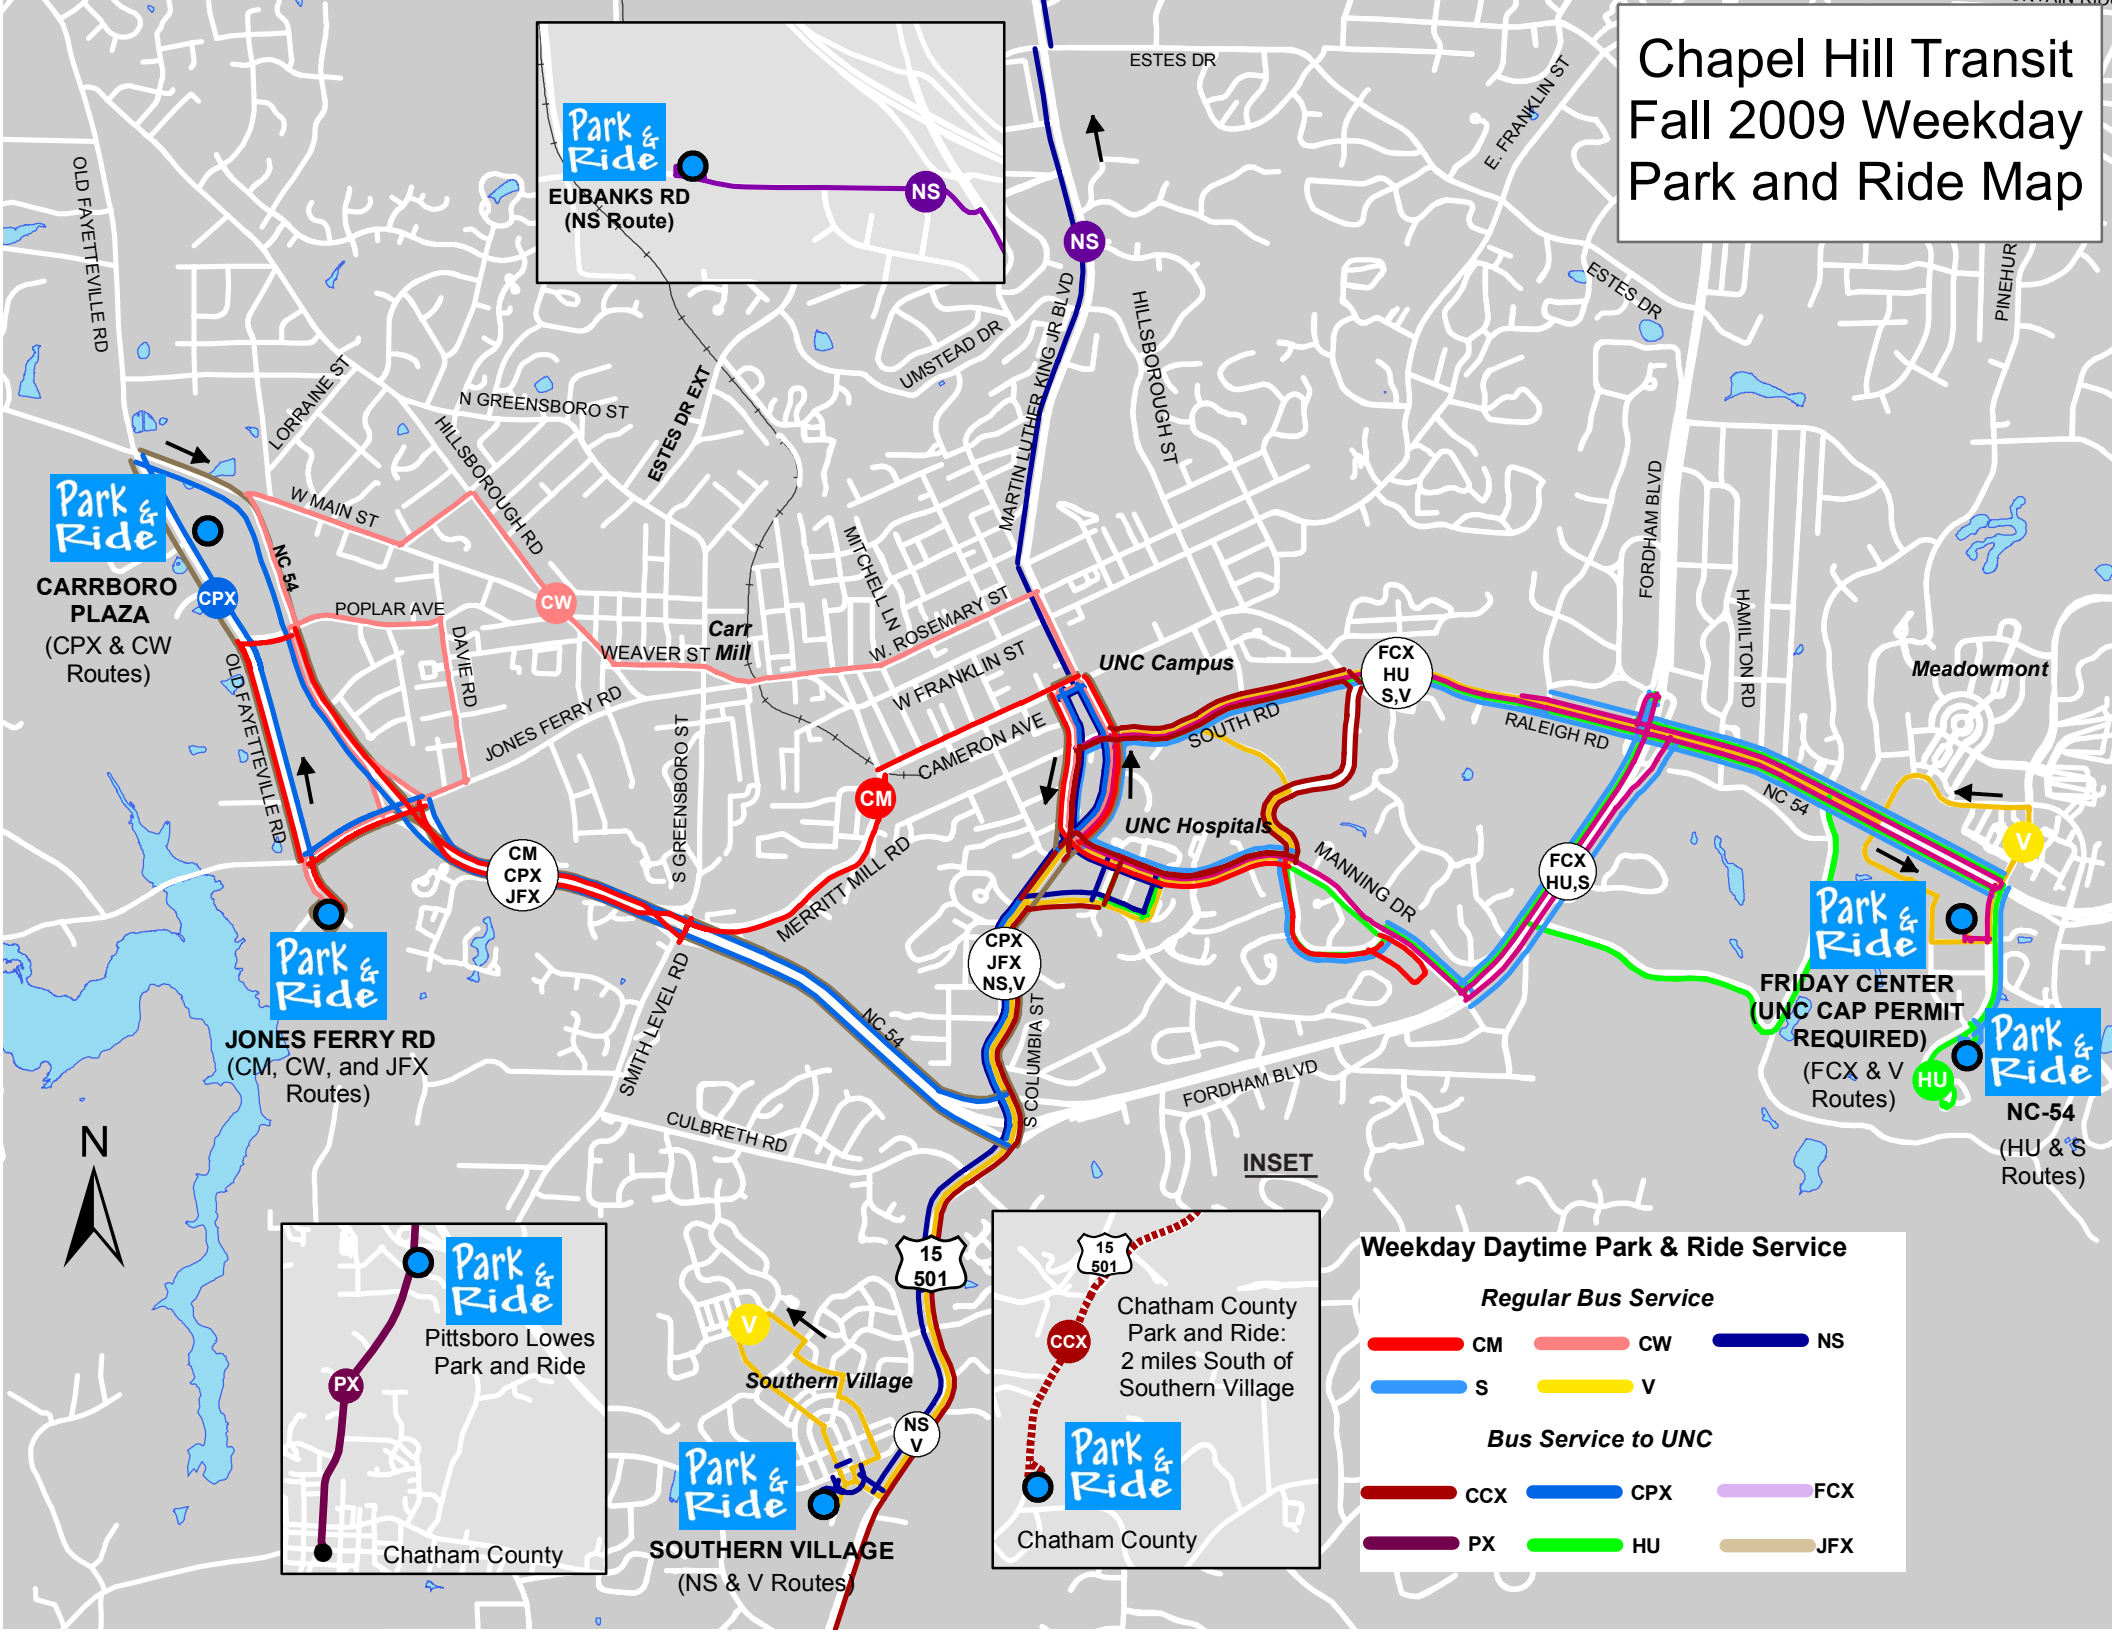 UNTAIN RID
Chapel Hill Transit
Fall 2009 Weekday
Park and Ride Map
ESTES DR
E. FRANKLIN ST
Park &
Ride
EUBANKS RD
(NS Route)
NS
NS
OLD FAYETTEVILLE RD
ESTES DR
PINEHUR
HILLSBOROUGH ST
MARTIN LUTHER KING JR BLVD
UMSTEAD DR
LORRAINE ST
N GREENSBORO ST
ESTES DR EXT
HILLSBOROUGH RD
W MAIN ST
Park &
Ride
CARRBORO
PLAZA
(CPX & CW
Routes)
CPX
NC 54
POPLAR AVE
CW
MITCHELL LN
W. ROSEMARY ST
Carr
Mill
WEAVER ST
DAVIE RD
W FRANKLIN ST
UNC Campus
FCX
HU
S,V
FORDHAM BLVD
HAMILTON RD
Meadowmont
OLD FAYETTEVILLE RD
JONES FERRY RD
S GREENSBORO ST
CAMERON AVE
SOUTH RD
RALEIGH RD
NC 54
CM
UNC Hospitals
MANNING DR
V
CM
CPX
JFX
MERRITT MILL RD
FCX
HU,S
Park &
Ride
FRIDAY CENTER
(UNC CAP PERMIT
REQUIRED)
(FCX & V
Routes)
Park &
Ride
JONES FERRY RD
(CM, CW, and JFX
Routes)
CPX
JFX
NS,V
SMITH LEVEL RD
NC 54
S COLUMBIA ST
FORDHAM BLVD
HU
Park &
Ride
NC-54
(HU & S
Routes)
CULBRETH RD
N
INSET
15
501
Park &
Ride
Pittsboro Lowes
Park and Ride
PX
Chatham County
V
Southern Village
NS
V
Park &
Ride
SOUTHERN VILLAGE
(NS & V Routes)
15
501
CCX
Chatham County
Park and Ride:
2 miles South of
Southern Village
Park &
Ride
Chatham County
Weekday Daytime Park & Ride Service
Regular Bus Service
CM CW NS
S V
Bus Service to UNC
CCX CPX FCX
PX HU JFX